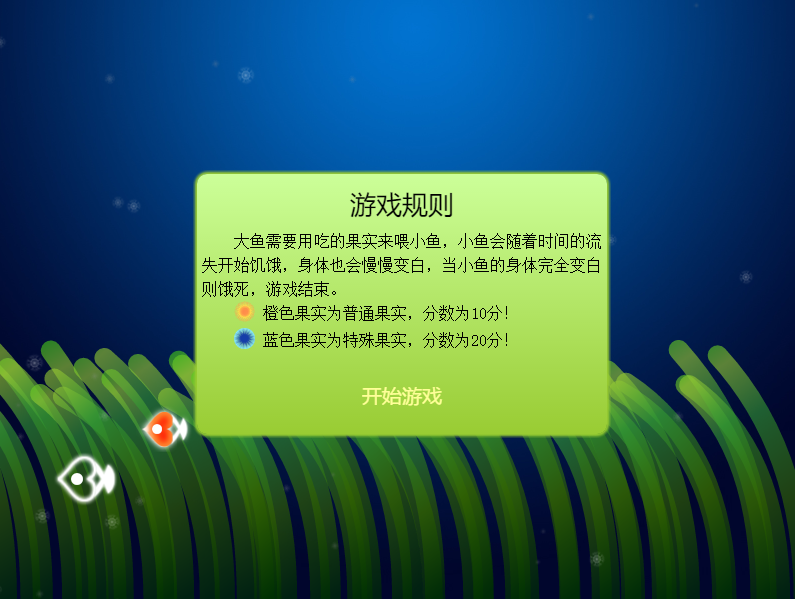 游戏规则
大鱼需要用吃的果实来喂小鱼，小鱼会随着时间的流
失开始饥饿，身体也会慢慢变白，当小鱼的身体完全变白
则饿死，游戏结束。
橙色果实为普通果实，分数为10分！
蓝色果实为特殊果实，分数为20分！
开始游戏